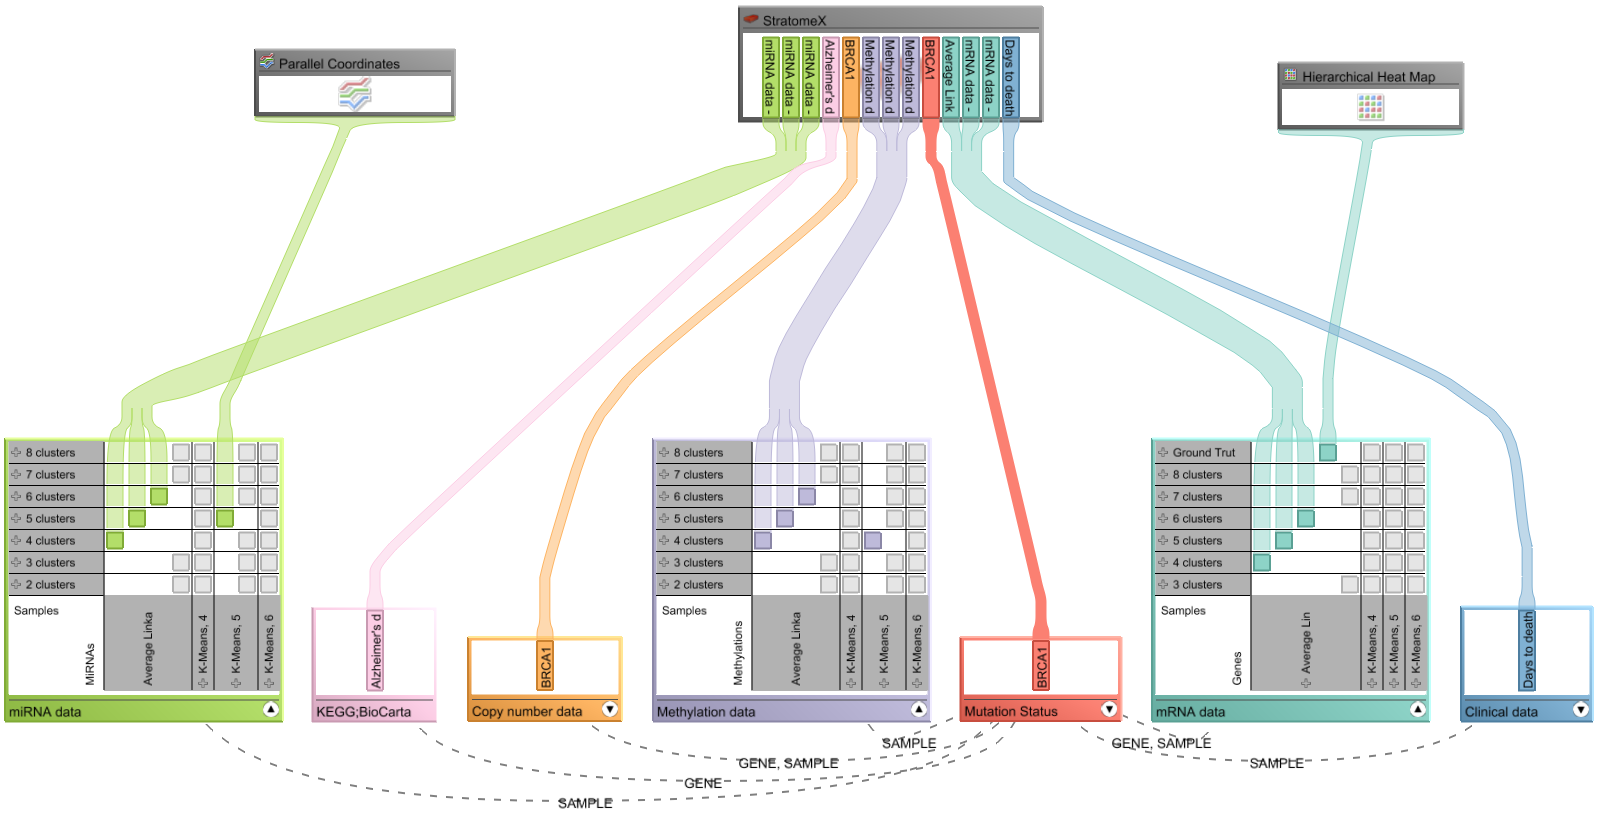 StratomeX
miRNA data -
miRNA data -
miRNA data -
Alzheimer's d
BRCA1
Methylation d
Methylation d
Methylation d
BRCA1
Average Link
mRNA data -
mRNA data -
Days to death
Parallel Coordinates
Hierarchical Heat Map
8 clusters
7 clusters
6 clusters
5 clusters
4 clusters
3 clusters
2 clusters
Samples
MiRNAs
Average Linka
K-Means, 4
K-Means, 5
K-Means, 6
miRNA data
Alzheimer's d
KEGG;BioCarta
BRCA1
Copy number data
8 clusters
7 clusters
6 clusters
5 clusters
4 clusters
3 clusters
2 clusters
Samples
Methylations
Average Linka
K-Means, 4
K-Means, 5
K-Means, 6
Methylation data
BRCA1
Mutation Status
Ground Trut
8 clusters
7 clusters
6 clusters
5 clusters
4 clusters
3 clusters
Samples
Genes
Average Lin
K-Means, 4
K-Means, 5
K-Means, 6
mRNA data
Days to death
Clinical data
SAMPLE
GENE, SAMPLE
GENE, SAMPLE
SAMPLE
GENE
SAMPLE